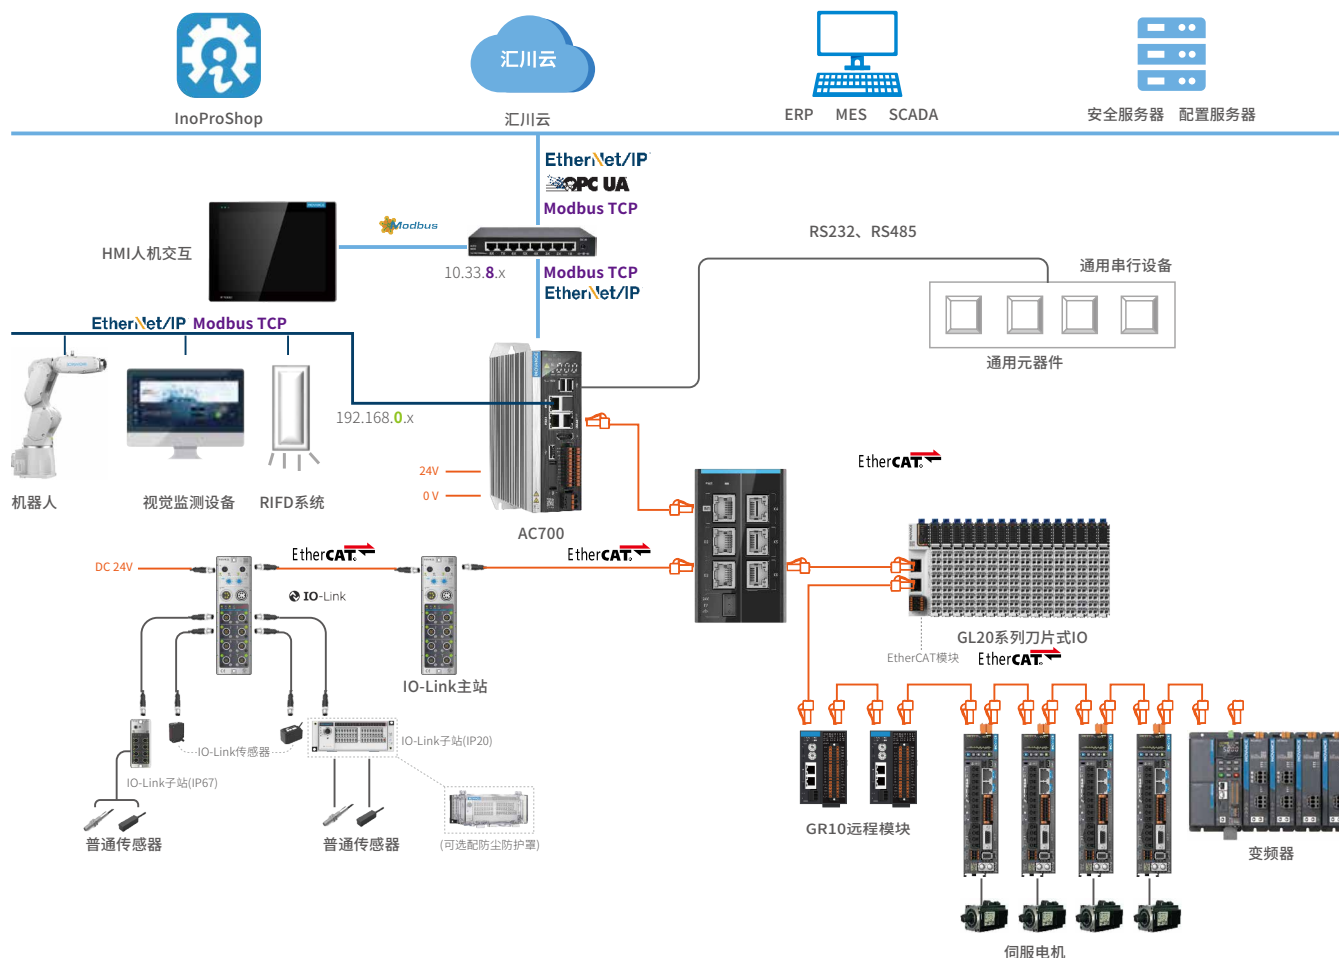 汇川云
InoProShop
汇川云
ERP MES SCADA
安全服务器 配置服务器
EtherNet/IP
OPC UA
Modbus TCP
Modbus
HMI人机交互
10.33.8.x
Modbus TCP
EtherNet/IP
RS232、RS485
通用串行设备
通用元器件
EtherNet/IP Modbus TCP
192.168.0.x
24V
0 V
机器人
视觉监测设备
RIFD系统
AC700
EtherCAT
DC 24V
EtherCAT
EtherCAT
IO-Link
IO-Link主站
GL20系列刀片式IO
EtherCAT模块
EtherCAT
IO-Link传感器
IO-Link子站(IP20)
IO-Link子站(IP67)
普通传感器
普通传感器
(可选配防尘防护罩)
GR10远程模块
变频器
伺服电机